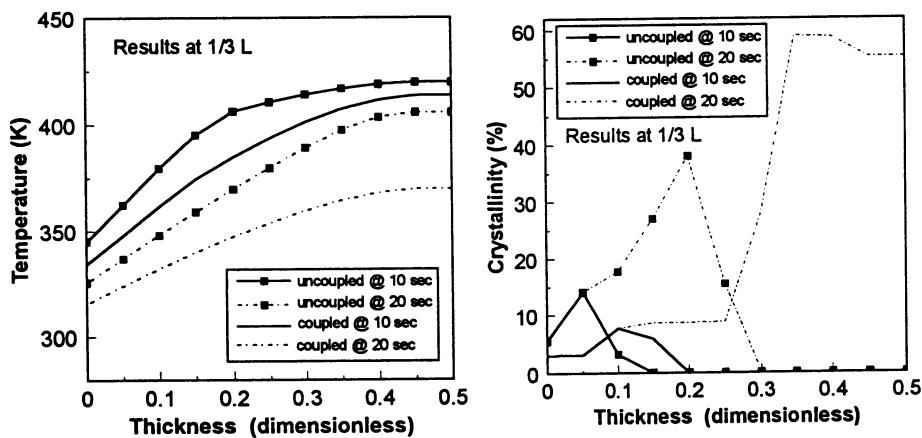 450
400
350
300
Temperature (K)
Results at 1/3 L
uncoupled @ 10 sec
uncoupled @ 20 sec
coupled @ 10 sec
coupled @ 20 sec
0 0.1 0.2 0.3 0.4 0.5
Thickness (dimensionless)
60
50
40
30
20
10
0
Crystallinity (%)
uncoupled @ 10 sec
uncoupled @ 20 sec
coupled @ 10 sec
coupled @ 20 sec
Results at 1/3 L
0 0.1 0.2 0.3 0.4 0.5
Thickness (dimensionless)